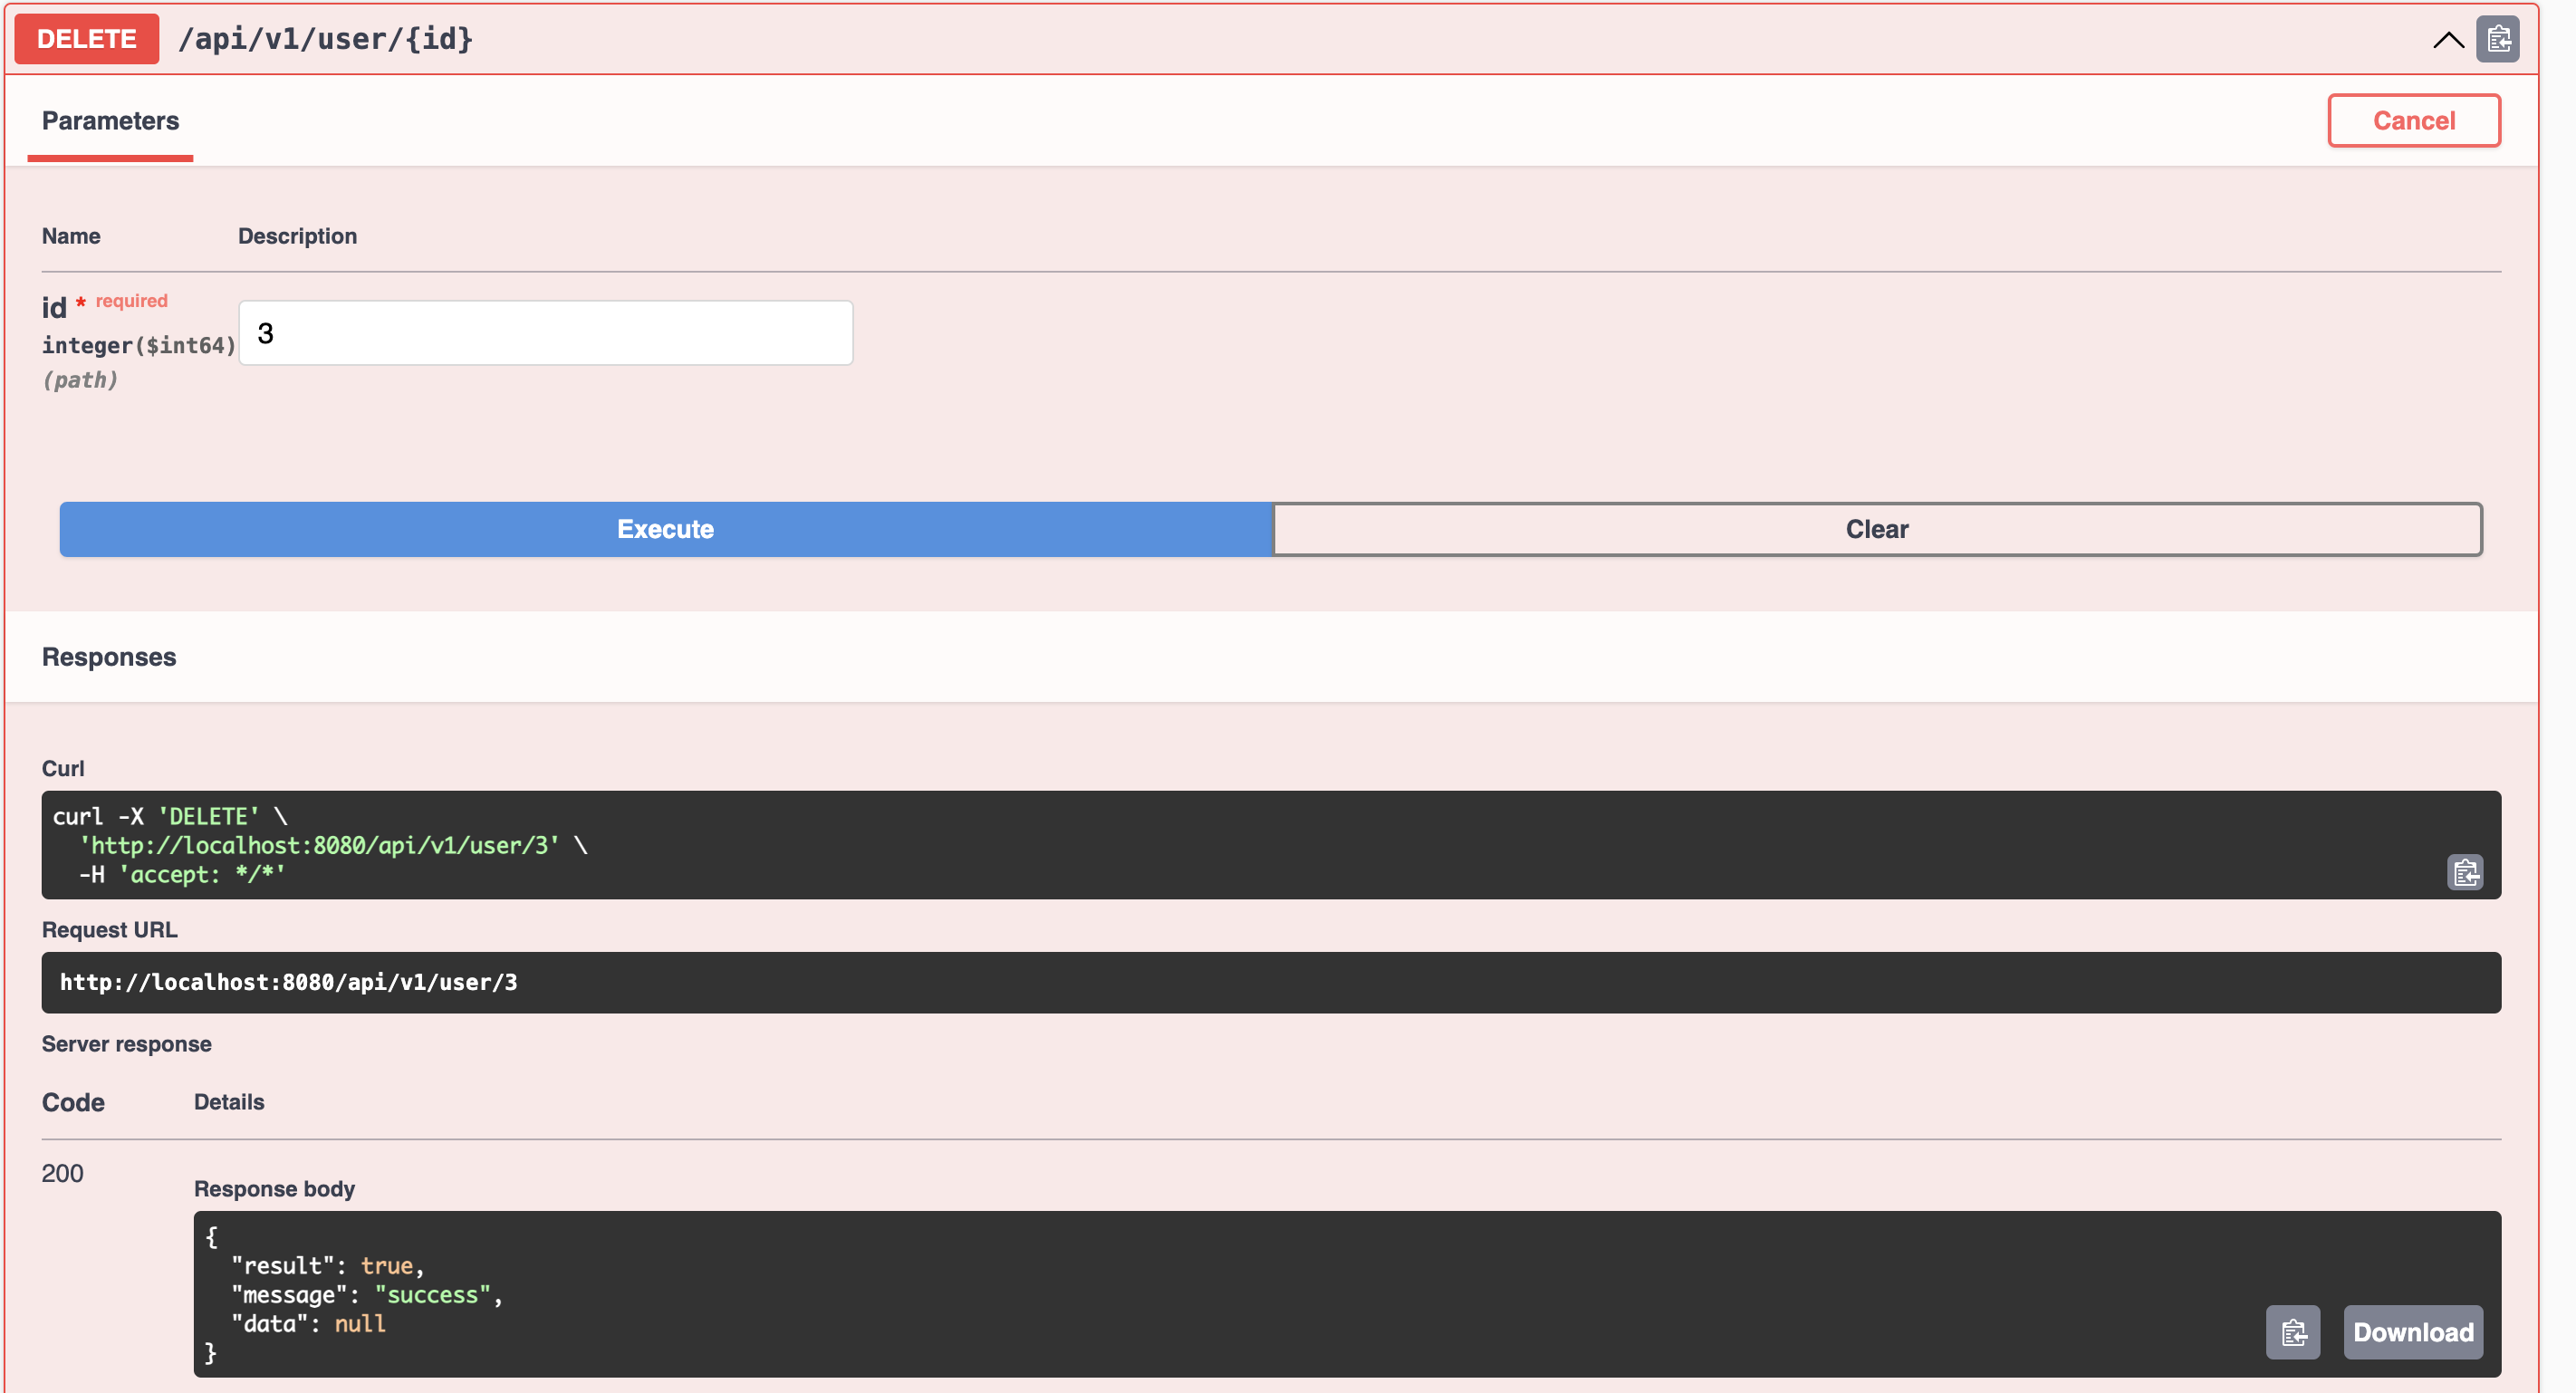 DELETE /api/v1/user/{id}
Parameters
Cancel
Name Description
id * required
integer($int64)
(path)
3
Execute
Clear
Responses
Curl
curl -X 'DELETE' \
  'http://localhost:8080/api/v1/user/3' \
  -H 'accept: */*'
Request URL
http://localhost:8080/api/v1/user/3
Server response
Code Details
200
Response body
{
  "result": true,
  "message": "success",
  "data": null
}
Download